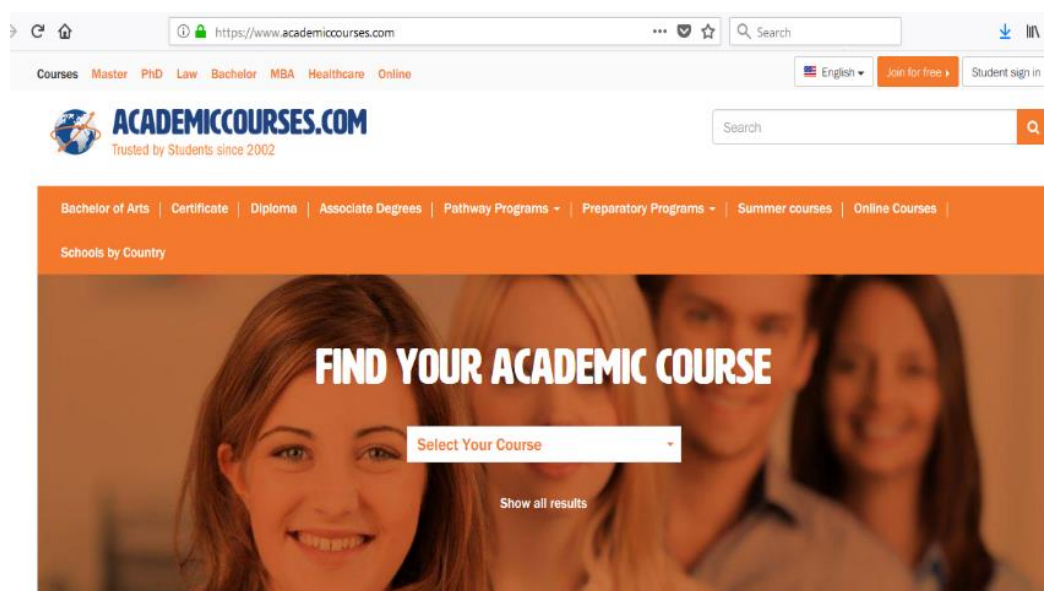 https://www.academiccourses.com
Search
Courses Master PhD Law Bachelor MBA Healthcare Online
English
Join for free
Student sign in
ACADEMICCOURSES.COM
Trusted by Students since 2002
Search
Bachelor of Arts | Certificate | Diploma | Associate Degrees | Pathway Programs | Preparatory Programs | Summer courses | Online Courses |
Schools by Country
FIND YOUR ACADEMIC COURSE
Select Your Course
Show all results